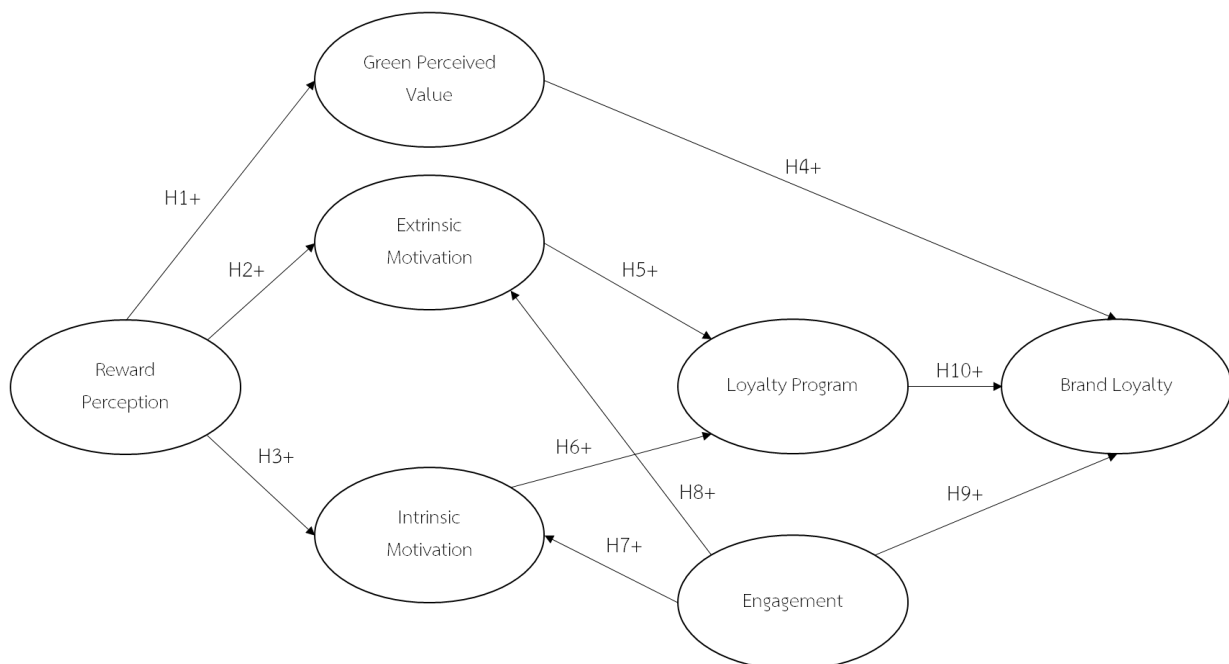 Green Perceived
Value
H4+
H1+
Extrinsic
Motivation
H2+
H5+
Reward
Perception
Loyalty Program
H10+
Brand Loyalty
H3+
H6+
H8+
H9+
Intrinsic
Motivation
H7+
Engagement